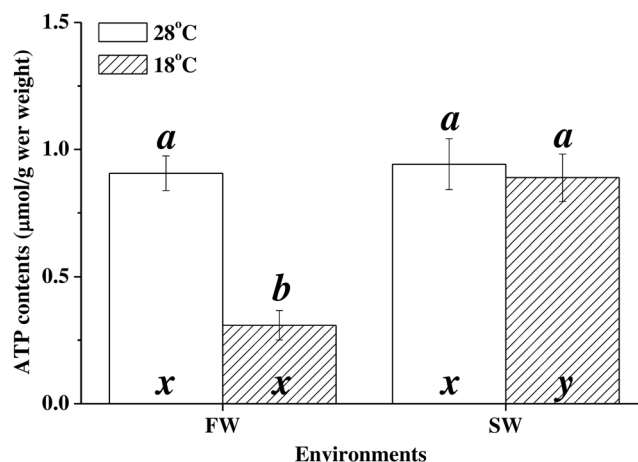 1.5
28°C
18°C
a
a
a
1.0
b
0.5
x
x
x
y
0.0
FW
SW
Environments
ATP contents (μmol/g wer weight)